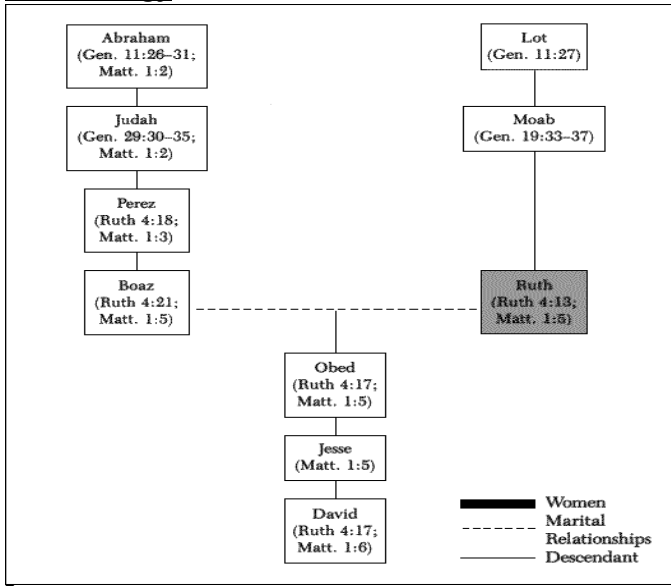 Abraham
(Gen. 11:26–31;
Matt. 1:2)
Lot
(Gen. 11:27)
Judah
(Gen. 29:30–35;
Matt. 1:2)
Moab
(Gen. 19:33–37)
Perez
(Ruth 4:18;
Matt. 1:3)
Boaz
(Ruth 4:21;
Matt. 1:5)
Ruth
(Ruth 4:13;
Matt. 1:5)
Obed
(Ruth 4:17;
Matt. 1:5)
Jesse
(Matt. 1:5)
David
(Ruth 4:17;
Matt. 1:6)
Women
Marital
Relationships
Descendant